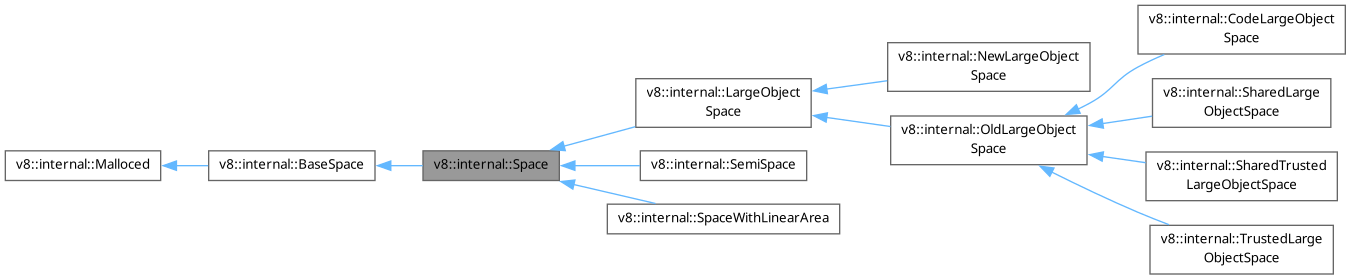 v8::internal::Malloced
v8::internal::BaseSpace
v8::internal::Space
v8::internal::LargeObject
Space
v8::internal::SemiSpace
v8::internal::SpaceWithLinearArea
v8::internal::NewLargeObject
Space
v8::internal::OldLargeObject
Space
v8::internal::CodeLargeObject
Space
v8::internal::SharedLarge
ObjectSpace
v8::internal::SharedTrusted
LargeObjectSpace
v8::internal::TrustedLarge
ObjectSpace